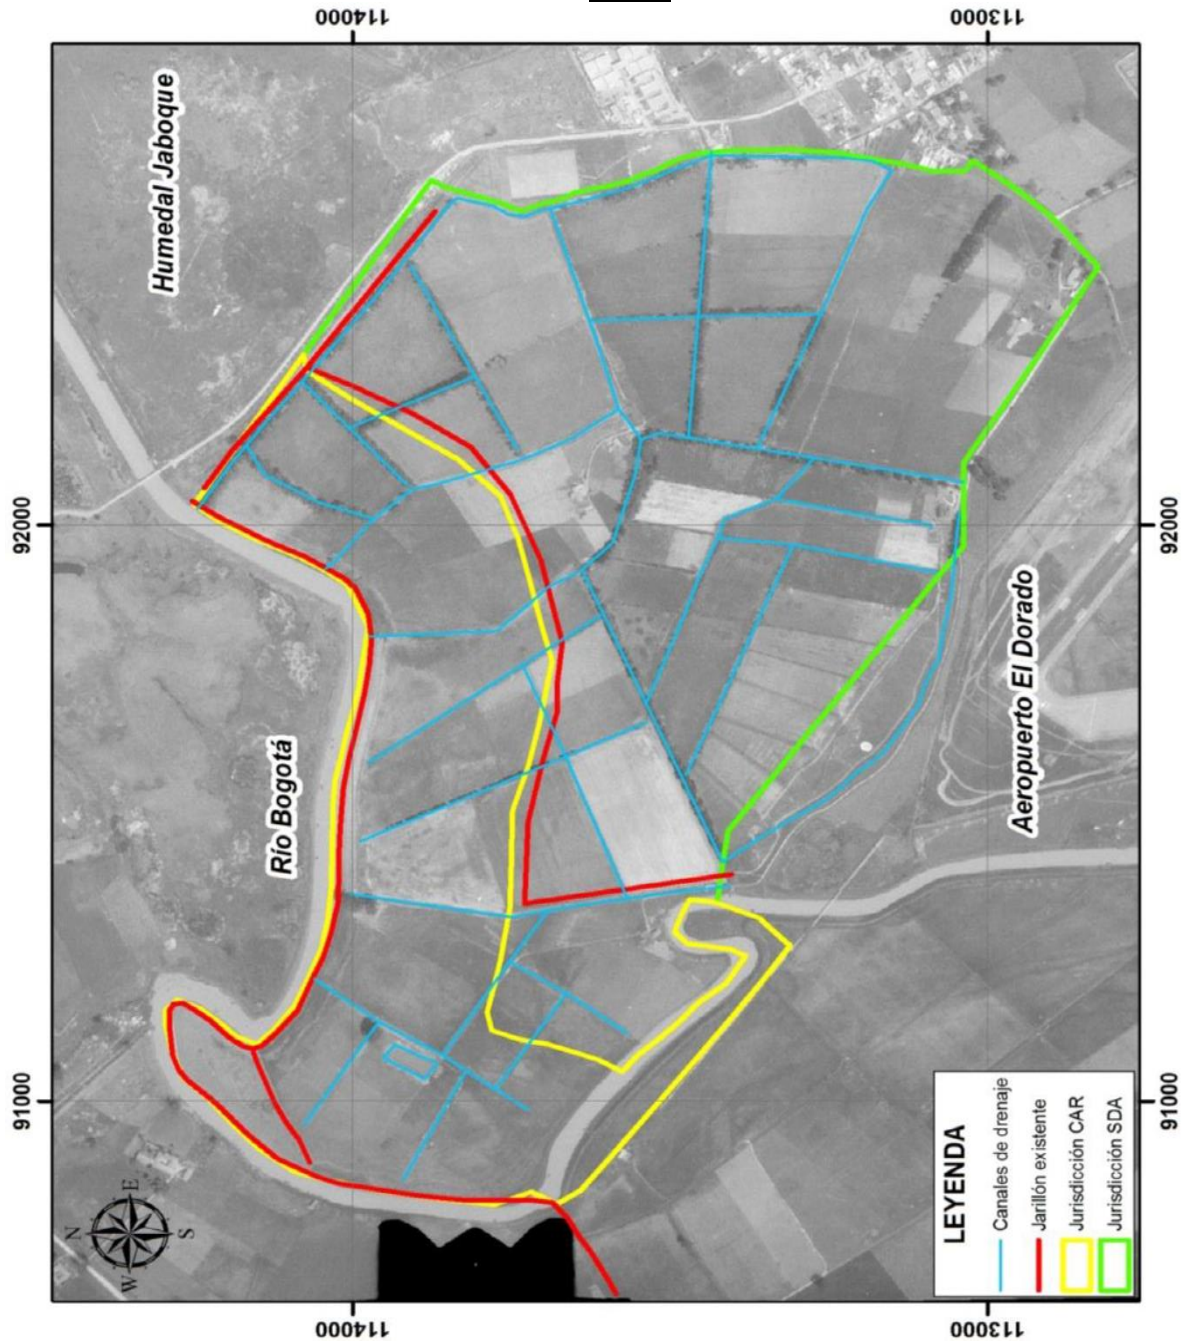 114000
113000
Humedal Jaboque
92000
92000
Río Bogotá
Aeropuerto El Dorado
91000
91000
N
W
E
S
LEYENDA
Canales de drenaje
Jarillón existente
Jurisdicción CAR
Jurisdicción SDA
114000
113000